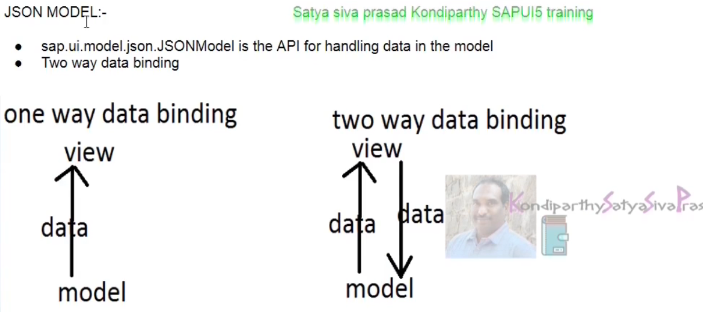 JSON MODEL:-
Satya siva prasad Kondiparthy SAPUI5 training
sap.ui.model.json.JSONModel is the API for handling data in the model
Two way data binding
one way data binding
view
data
model
two way data binding
view
data
data
model
KondiparthySatyaSivaPras